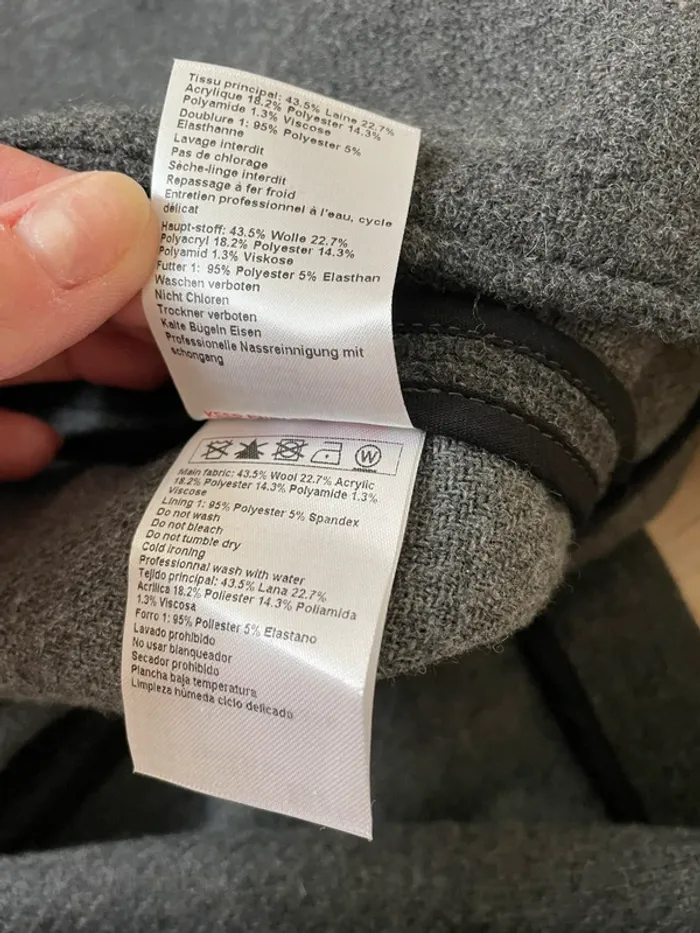 Tissu principal: 43.5% Laine 22.7%
Acrylique 18.2% Polyester 14.3%
Polyamide 1.3% Viscose
Doublure 1: 95% Polyester 5%
Elasthanne
Lavage interdit
Pas de chlorage
Sèche-linge interdit
Repassage à fer froid
Entretien professionnel à l'eau, cycle
délicat
Haupt-stoff: 43.5% Wolle 22.7%
Polyacryl 18.2% Polyester 14.3%
Polyamid 1.3% Viskose
Futter 1: 95% Polyester 5% Elasthan
Waschen verboten
Nicht Chloren
Trockner verboten
Kalte Bügeln Eisen
Professionelle Nassreinnigung mit
schongang
KEEP
W
Main fabric: 43.5% Wool 22.7% Acrylic
18.2% Polyester 14.3% Polyamide 1.3%
Viscose
Lining 1: 95% Polyester 5% Spandex
Do not wash
Do not bleach
Do not tumble dry
Cold ironing
Professionnal wash with water
Tejido principal: 43.5% Lana 22.7%
Acrilica 18.2% Poliester 14.3% Poliamida
1.3% Viscosa
Forro 1: 95% Poliester 5% Elastano
Lavado prohibido
No usar blanqueador
Secador prohibido
Plancha baja temperatura
Limpieza húmeda ciclo delicado